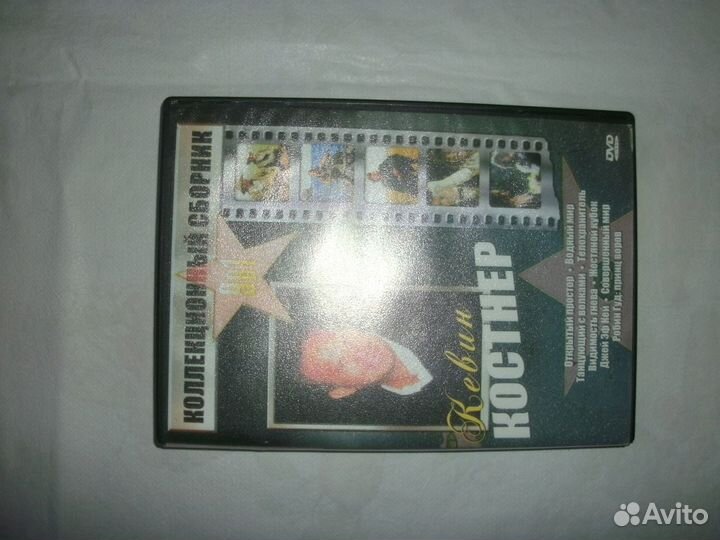 КОЛЛЕКЦИОННЫЙ СБОРНИК
DVD
Кевин
КОСТНЕР
Открытый простор • Водный мир
Танцующий с волками • Телохранитель
Видимость гнева • Жестяной кубок
Джей Эф Кей • Совершенный мир
Робин Гуд: принц воров
Avito